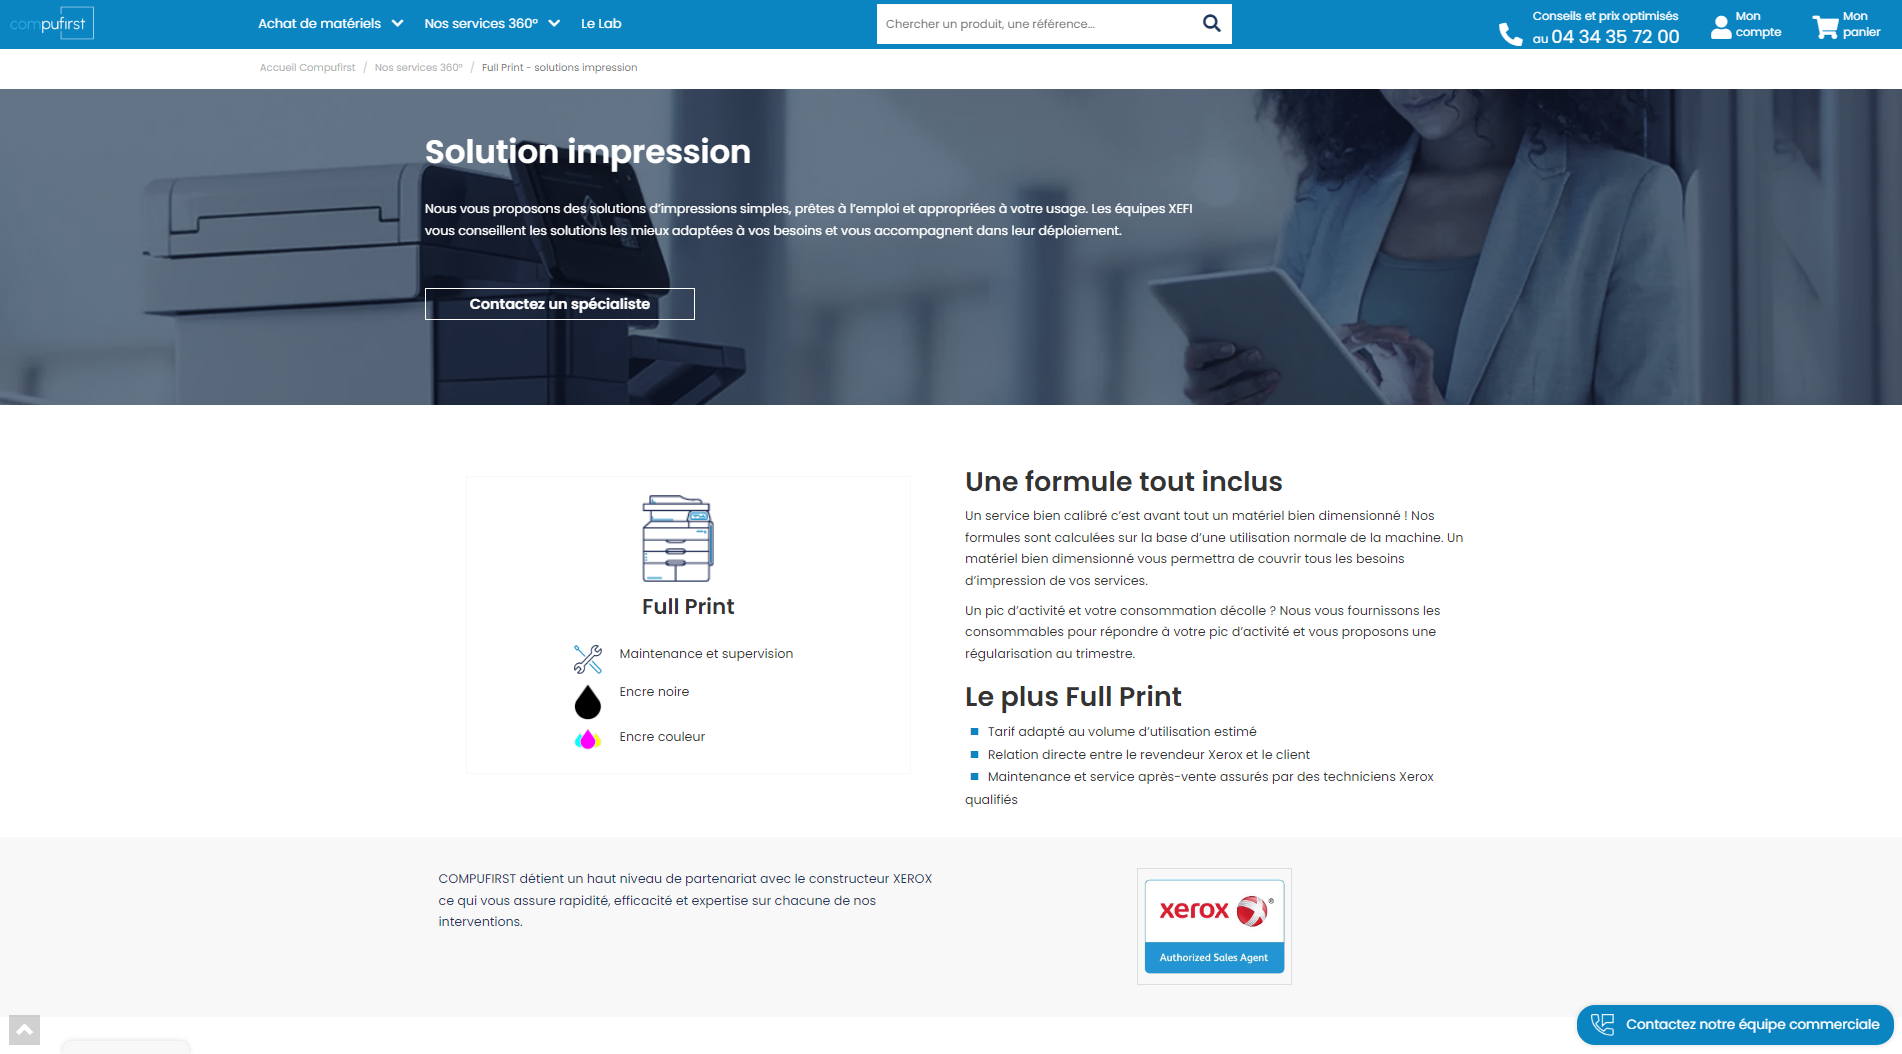 compufirst
Achat de matériels
Nos services 360°
Le Lab
Chercher un produit, une référence...
Conseils et prix optimisés
au 04 34 35 72 00
Mon
compte
Mon
panier
Accueil Compufirst / Nos services 360° / Full Print - solutions impression
Solution impression
Nous vous proposons des solutions d’impressions simples, prêtes à l’emploi et appropriées à votre usage. Les équipes XEFI
vous conseillent les solutions les mieux adaptées à vos besoins et vous accompagnent dans leur déploiement.
Contactez un spécialiste
Full Print
Maintenance et supervision
Encre noire
Encre couleur
Une formule tout inclus
Un service bien calibré c’est avant tout un matériel bien dimensionné ! Nos
formules sont calculées sur la base d’une utilisation normale de la machine. Un
matériel bien dimensionné vous permettra de couvrir tous les besoins
d’impression de vos services.
Un pic d’activité et votre consommation décolle ? Nous vous fournissons les
consommables pour répondre à votre pic d’activité et vous proposons une
régularisation au trimestre.
Le plus Full Print
Tarif adapté au volume d’utilisation estimé
Relation directe entre le revendeur Xerox et le client
Maintenance et service après-vente assurés par des techniciens Xerox
qualifiés
COMPUFIRST détient un haut niveau de partenariat avec le constructeur XEROX
ce qui vous assure rapidité, efficacité et expertise sur chacune de nos
interventions.
xerox ®
Authorized Sales Agent
Contactez notre équipe commerciale